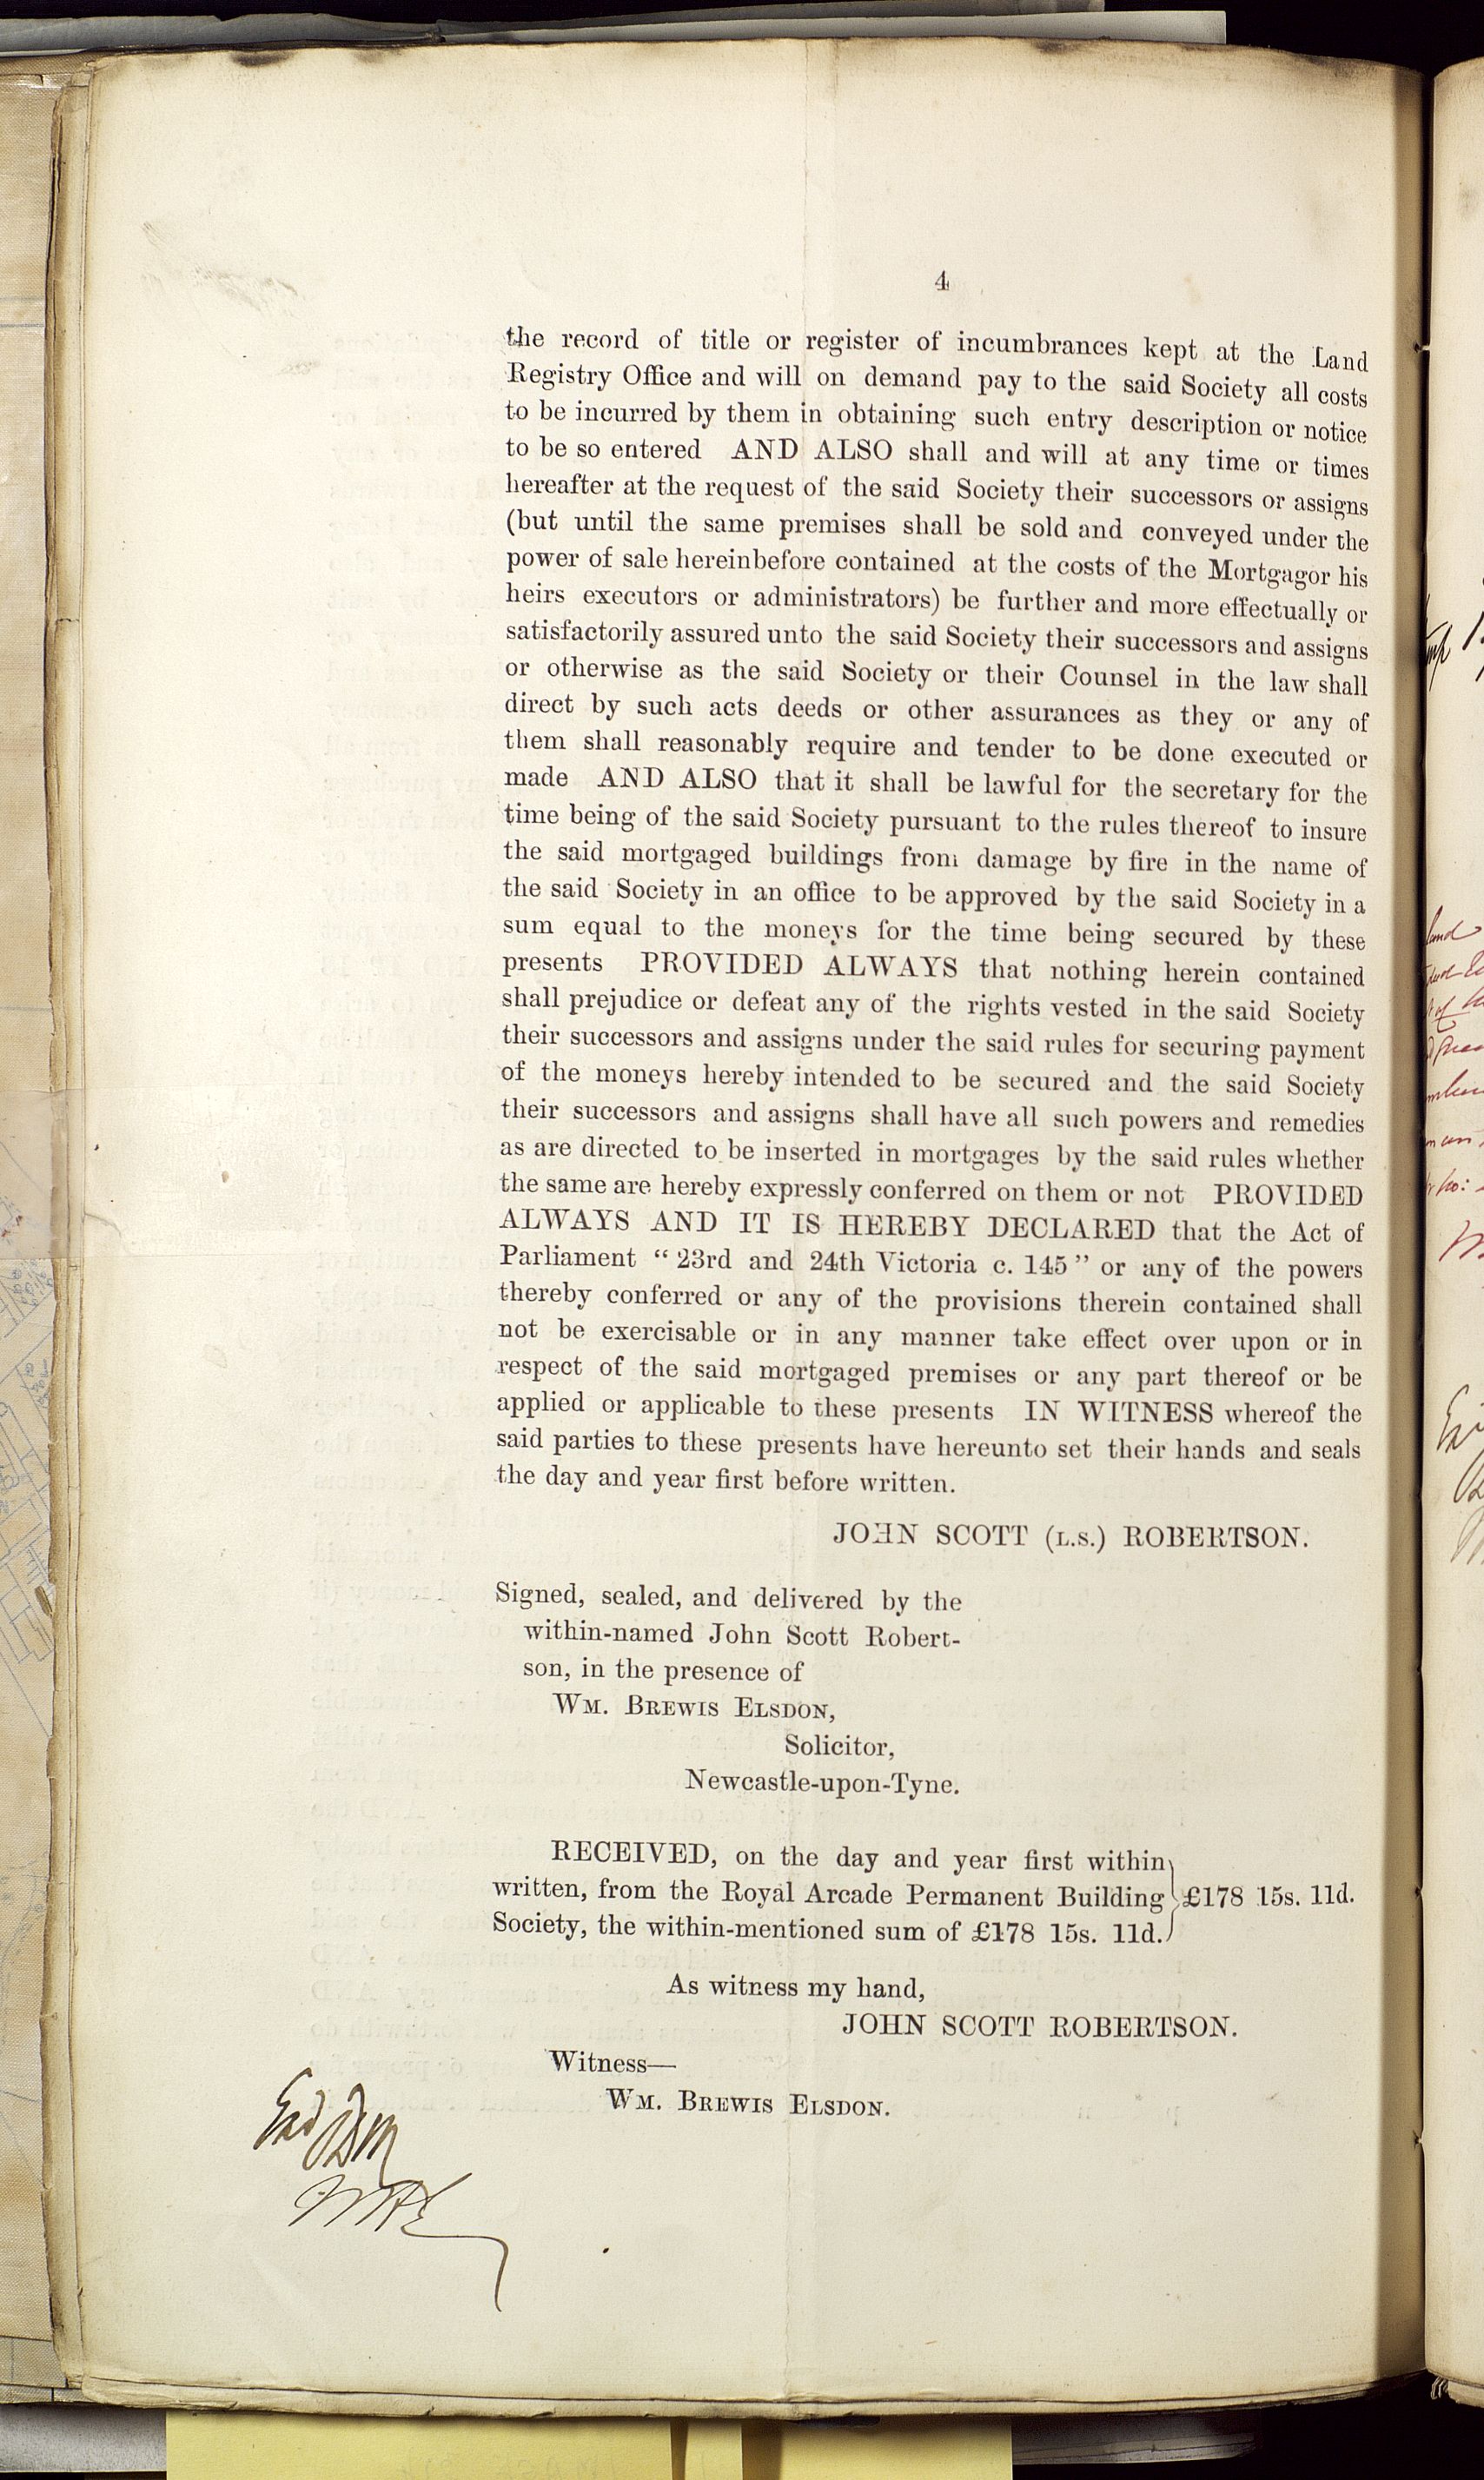 4
the record of title or register of incumbrances kept at the Land
Registry Office and will on demand pay to the said Society all costs
to be incurred by them in obtaining such entry description or notice
to be so entered AND ALSO shall and will at any time or times
hereafter at the request of the said Society their successors or assigns
(but until the same premises shall be sold and conveyed under the
power of sale hereinbefore contained at the costs of the Mortgagor his
heirs executors or administrators) be further and more effectually or
satisfactorily assured unto the said Society their successors and assigns
or otherwise as the said Society or their Counsel in the law shall
direct by such acts deeds or other assurances as they or any of
them shall reasonably require and tender to be done executed or
made AND ALSO that it shall be lawful for the secretary for the
time being of the said Society pursuant to the rules thereof to insure
the said mortgaged buildings from damage by fire in the name of
the said Society in an office to be approved by the said Society in a
sum equal to the moneys for the time being secured by these
presents PROVIDED ALWAYS that nothing herein contained
shall prejudice or defeat any of the rights vested in the said Society
their successors and assigns under the said rules for securing payment
of the moneys hereby intended to be secured and the said Society
their successors and assigns shall have all such powers and remedies
as are directed to be inserted in mortgages by the said rules whether
the same are hereby expressly conferred on them or not PROVIDED
ALWAYS AND IT IS HEREBY DECLARED that the Act of
Parliament “ 23rd and 24th Victoria c. 145 ” or any of the powers
thereby conferred or any of the provisions therein contained shall
not be exercisable or in any manner take effect over upon or in
respect of the said mortgaged premises or any part thereof or be
applied or applicable to these presents IN WITNESS whereof the
said parties to these presents have hereunto set their hands and seals
the day and year first before written.
JOHN SCOTT (L.S.) ROBERTSON.
Signed, sealed, and delivered by the
within-named John Scott Robert-
son, in the presence of
WM. BREWIS ELSDON,
Solicitor,
Newcastle-upon-Tyne.
RECEIVED, on the day and year first within
written, from the Royal Arcade Permanent Building £178 15s. 11d.
Society, the within-mentioned sum of £178 15s. 11d.
As witness my hand,
JOHN SCOTT ROBERTSON.
Witness—
WM. BREWIS ELSDON.
land